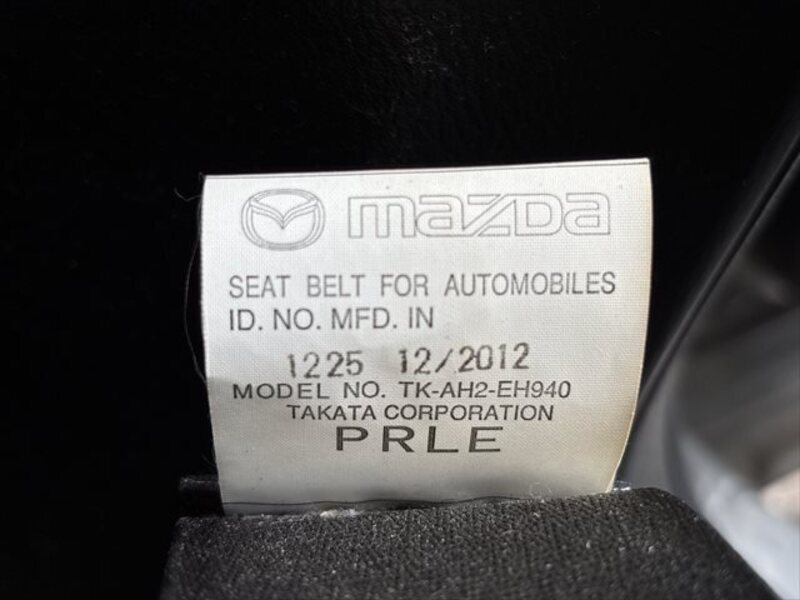 mazda
SEAT BELT FOR AUTOMOBILES
ID. NO. MFD. IN
1225 12/2012
MODEL NO. TK-AH2-EH940
TAKATA CORPORATION
PRLE